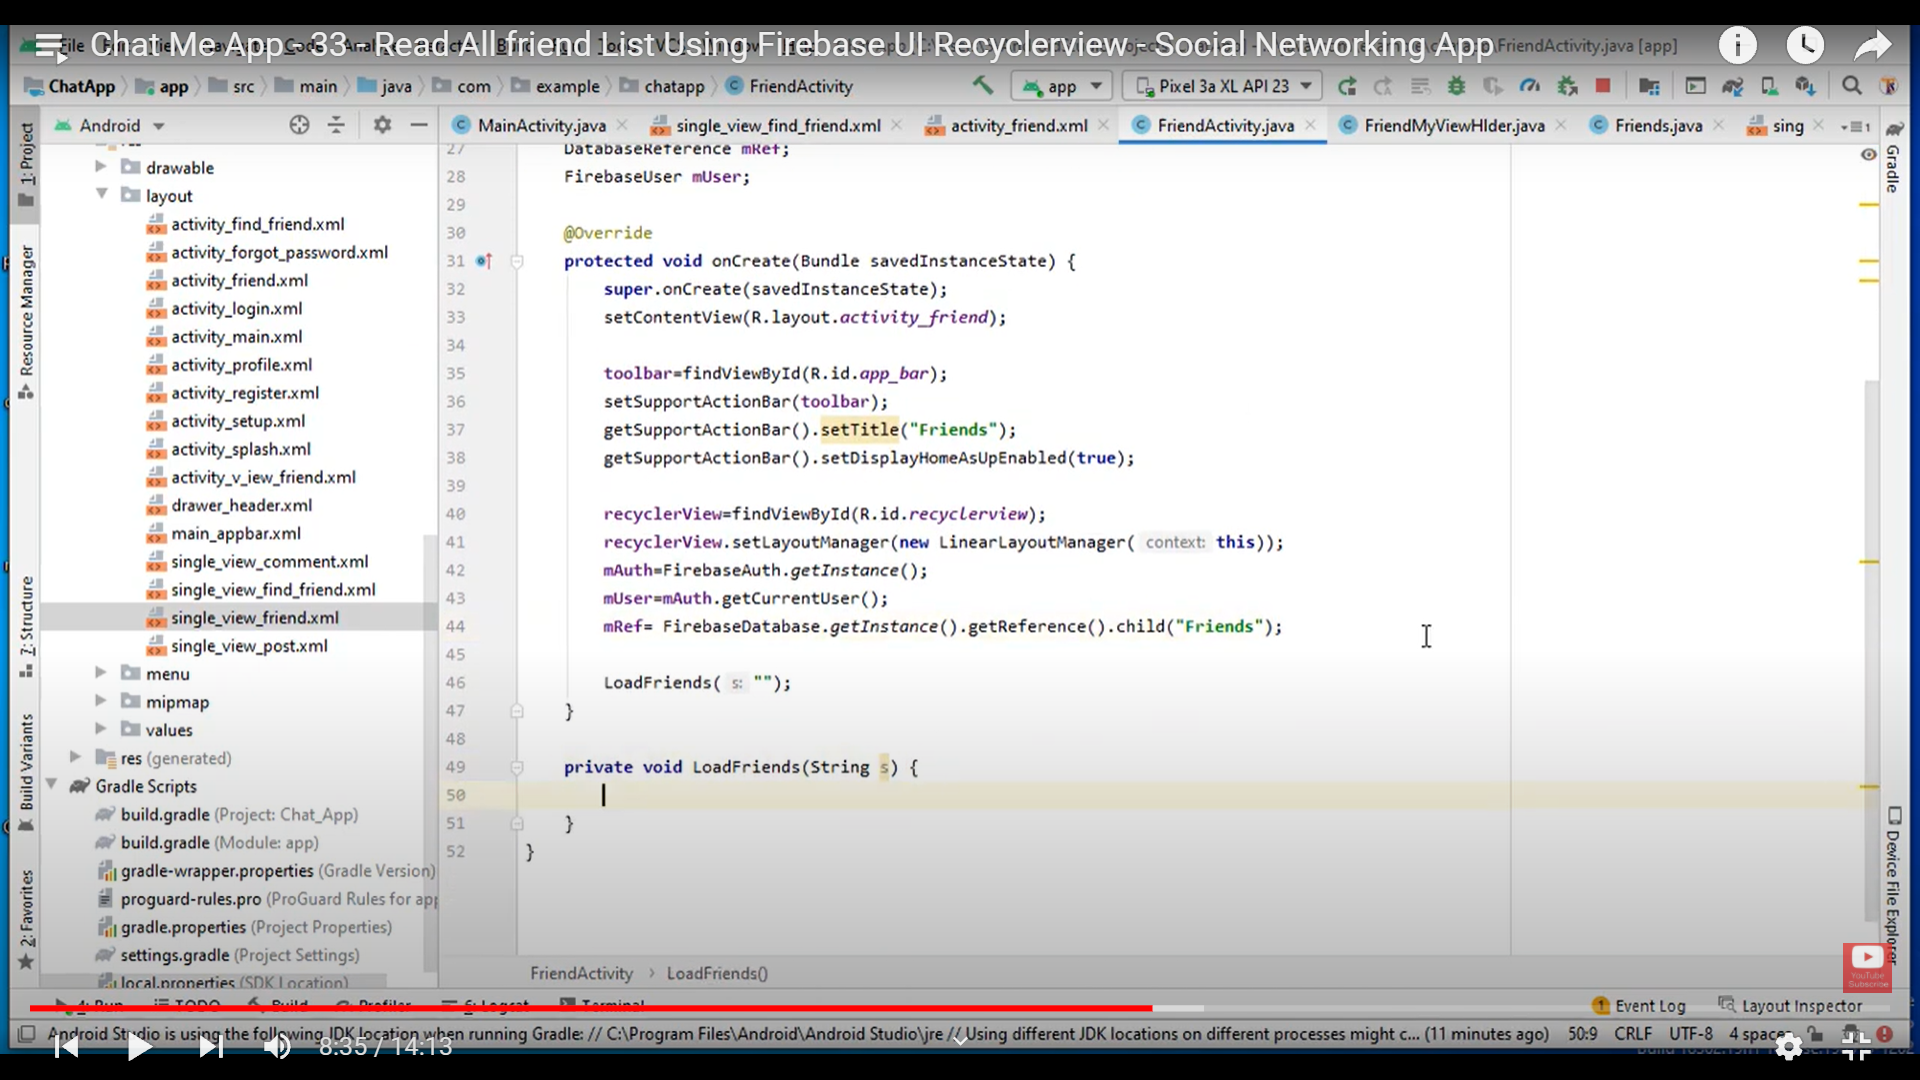 Chat Me App - 33 - Read All friend List Using Firebase UI Recyclerview - Social Networking App
FriendActivity.java [app]
ChatApp app src main java com example chatapp FriendActivity
app Pixel 3a XL API 23
Android
MainActivity.java single_view_find_friend.xml activity_friend.xml FriendActivity.java FriendMyViewHlder.java Friends.java sing
1: Project
Resource Manager
7: Structure
Build Variants
2: Favorites
drawable
layout
activity_find_friend.xml
activity_forgot_password.xml
activity_friend.xml
activity_login.xml
activity_main.xml
activity_profile.xml
activity_register.xml
activity_setup.xml
activity_splash.xml
activity_v_iew_friend.xml
drawer_header.xml
main_appbar.xml
single_view_comment.xml
single_view_find_friend.xml
single_view_friend.xml
single_view_post.xml
menu
mipmap
values
res (generated)
Gradle Scripts
build.gradle (Project: Chat_App)
build.gradle (Module: app)
gradle-wrapper.properties (Gradle Version)
proguard-rules.pro (ProGuard Rules for app
gradle.properties (Project Properties)
settings.gradle (Project Settings)
local.properties (SDK Location)
27 DatabaseReference mRef;
28 FirebaseUser mUser;
29
30 @Override
31 protected void onCreate(Bundle savedInstanceState) {
32 super.onCreate(savedInstanceState);
33 setContentView(R.layout.activity_friend);
34
35 toolbar=findViewById(R.id.app_bar);
36 setSupportActionBar(toolbar);
37 getSupportActionBar().setTitle("Friends");
38 getSupportActionBar().setDisplayHomeAsUpEnabled(true);
39
40 recyclerView=findViewById(R.id.recyclerview);
41 recyclerView.setLayoutManager(new LinearLayoutManager( context: this));
42 mAuth=FirebaseAuth.getInstance();
43 mUser=mAuth.getCurrentUser();
44 mRef= FirebaseDatabase.getInstance().getReference().child("Friends");
45
46 LoadFriends( s: "");
47 }
48
49 private void LoadFriends(String s) {
50
51 }
52 }
Gradle
Device File Explorer
YouTube
Subscribe
FriendActivity > LoadFriends()
4: Run TODO Build Profiler 6: Logcat Terminal
1 Event Log Layout Inspector
Android Studio is using the following JDK location when running Gradle: // C:\Program Files\Android\Android Studio\jre // Using different JDK locations on different processes might c... (11 minutes ago) 50:9 CRLF UTF-8 4 spaces
8:35 / 14:13